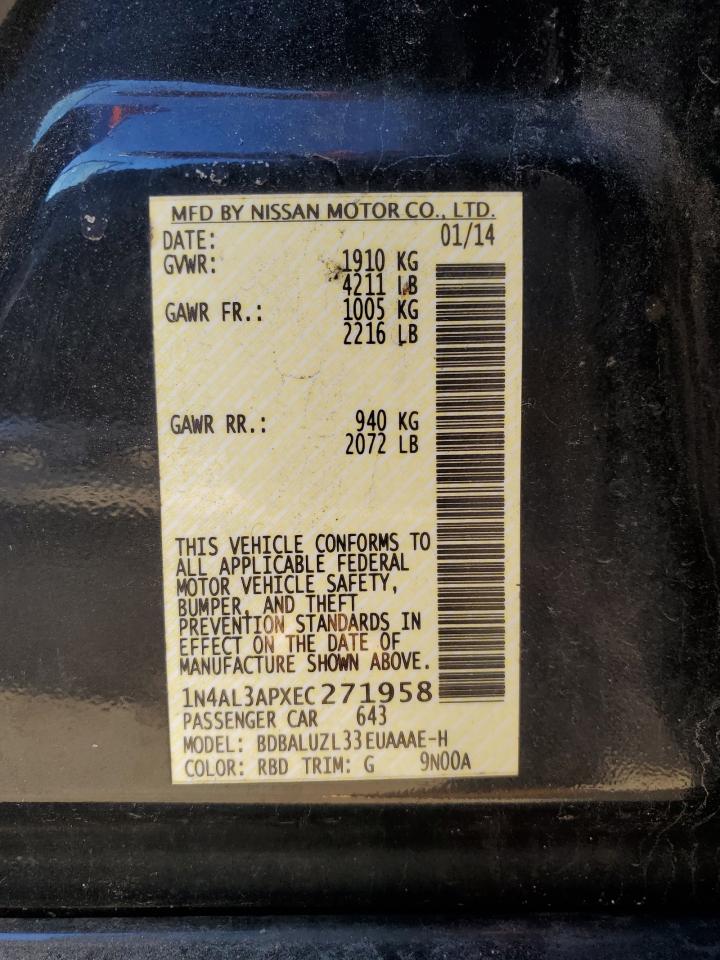 MFD BY NISSAN MOTOR CO., LTD.
DATE: 01/14
GVWR: 1910 KG
4211 LB
GAWR FR.: 1005 KG
2216 LB
GAWR RR.: 940 KG
2072 LB
THIS VEHICLE CONFORMS TO
ALL APPLICABLE FEDERAL
MOTOR VEHICLE SAFETY,
BUMPER, AND THEFT
PREVENTION STANDARDS IN
EFFECT ON THE DATE OF
MANUFACTURE SHOWN ABOVE.
1N4AL3APXEC271958
PASSENGER CAR 643
MODEL: BDBALUZL33EUAAAE-H
COLOR: RBD TRIM: G 9N00A